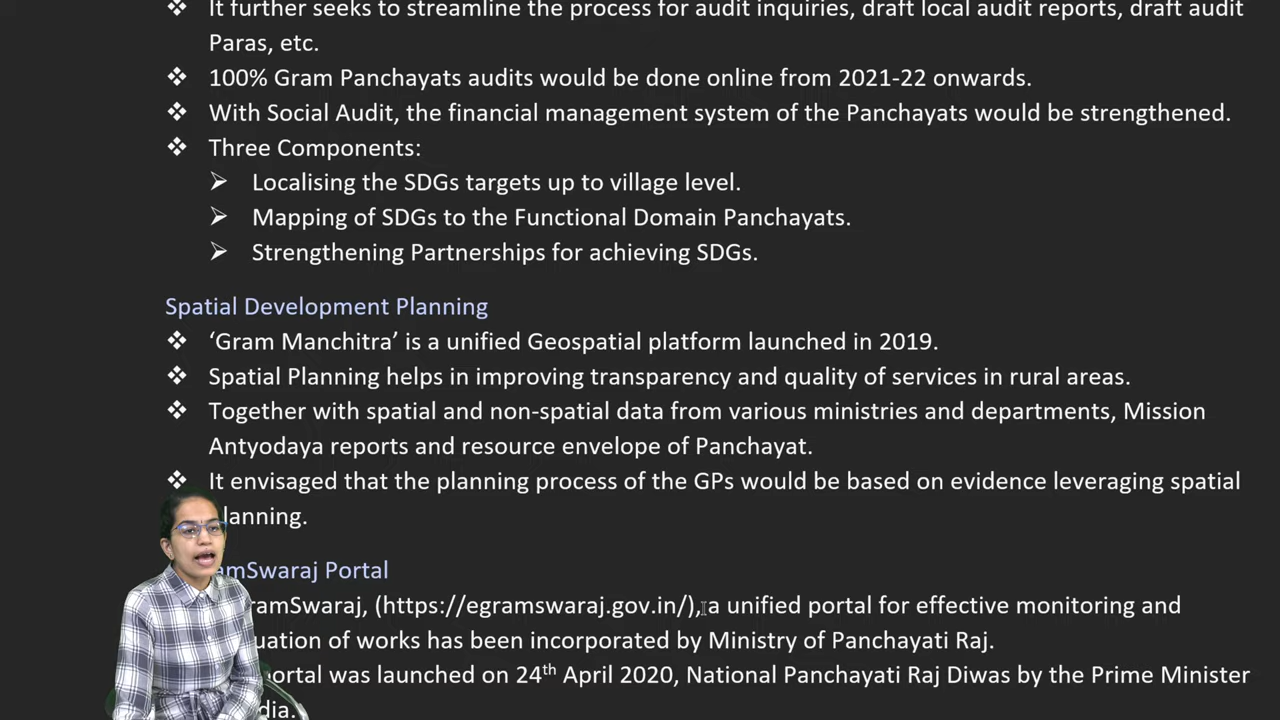 ❖ It further seeks to streamline the process for audit inquiries, draft local audit reports, draft audit
Paras, etc.
❖ 100% Gram Panchayats audits would be done online from 2021-22 onwards.
❖ With Social Audit, the financial management system of the Panchayats would be strengthened.
❖ Three Components:
➢ Localising the SDGs targets up to village level.
➢ Mapping of SDGs to the Functional Domain Panchayats.
➢ Strengthening Partnerships for achieving SDGs.
Spatial Development Planning
❖ ‘Gram Manchitra’ is a unified Geospatial platform launched in 2019.
❖ Spatial Planning helps in improving transparency and quality of services in rural areas.
❖ Together with spatial and non-spatial data from various ministries and departments, Mission
Antyodaya reports and resource envelope of Panchayat.
❖ It envisaged that the planning process of the GPs would be based on evidence leveraging spatial
lanning.
amSwaraj Portal
ramSwaraj, (https://egramswaraj.gov.in/), a unified portal for effective monitoring and
uation of works has been incorporated by Ministry of Panchayati Raj.
ortal was launched on 24th April 2020, National Panchayati Raj Diwas by the Prime Minister
dia.